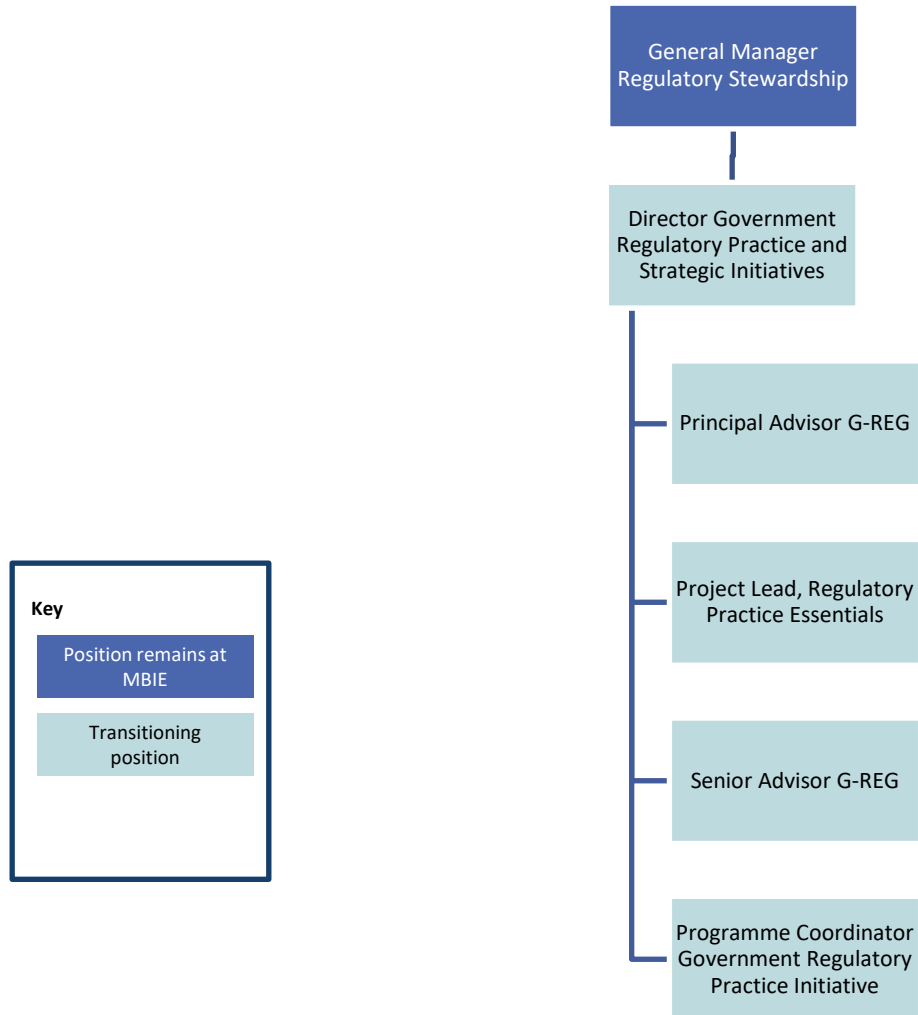 General Manager
Regulatory Stewardship
Director Government
Regulatory Practice and
Strategic Initiatives
Principal Advisor G-REG
Project Lead, Regulatory
Practice Essentials
Senior Advisor G-REG
Programme Coordinator
Government Regulatory
Practice Initiative
Key
Position remains at
MBIE
Transitioning
position